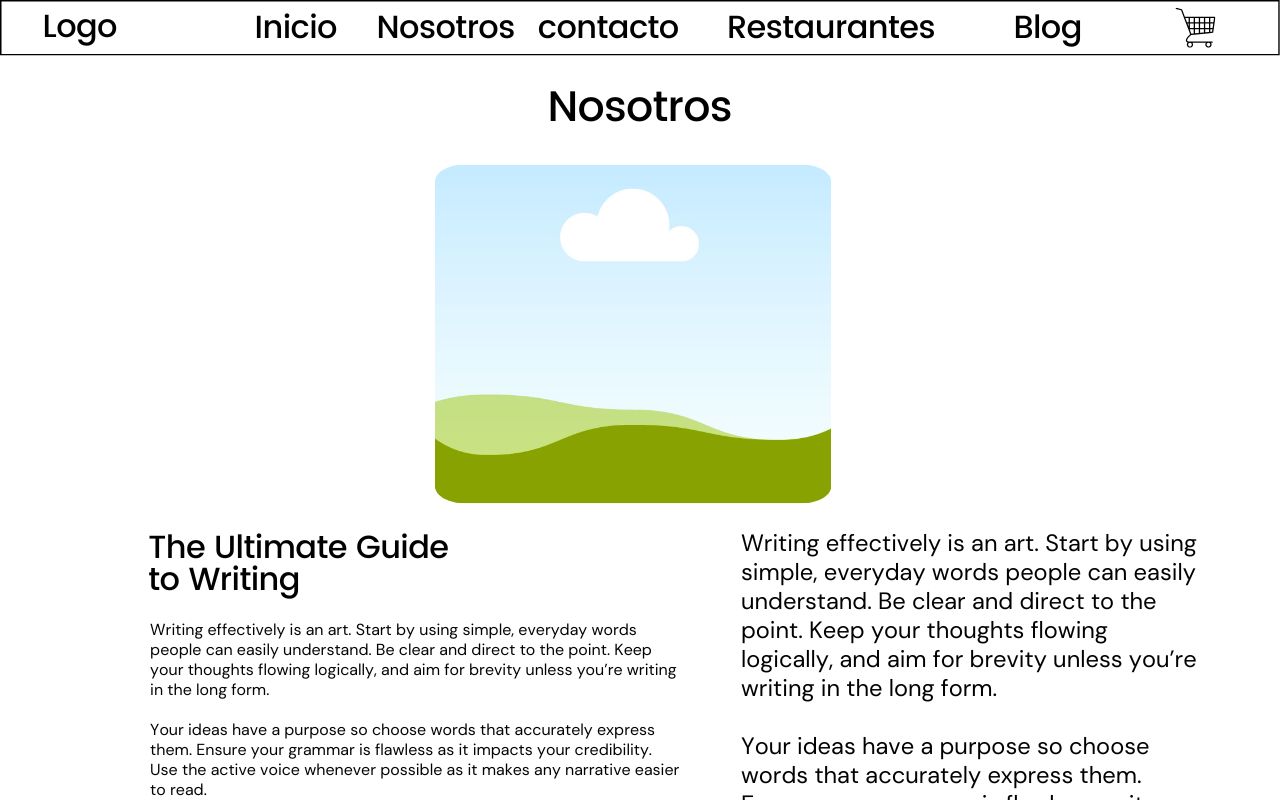 Logo Inicio Nosotros contacto Restaurantes Blog
Nosotros
The Ultimate Guide
to Writing
Writing effectively is an art. Start by using simple, everyday words
people can easily understand. Be clear and direct to the point. Keep
your thoughts flowing logically, and aim for brevity unless you’re writing
in the long form.
Your ideas have a purpose so choose words that accurately express
them. Ensure your grammar is flawless as it impacts your credibility.
Use the active voice whenever possible as it makes any narrative easier
to read.
Writing effectively is an art. Start by using
simple, everyday words people can easily
understand. Be clear and direct to the
point. Keep your thoughts flowing
logically, and aim for brevity unless you’re
writing in the long form.
Your ideas have a purpose so choose
words that accurately express them.